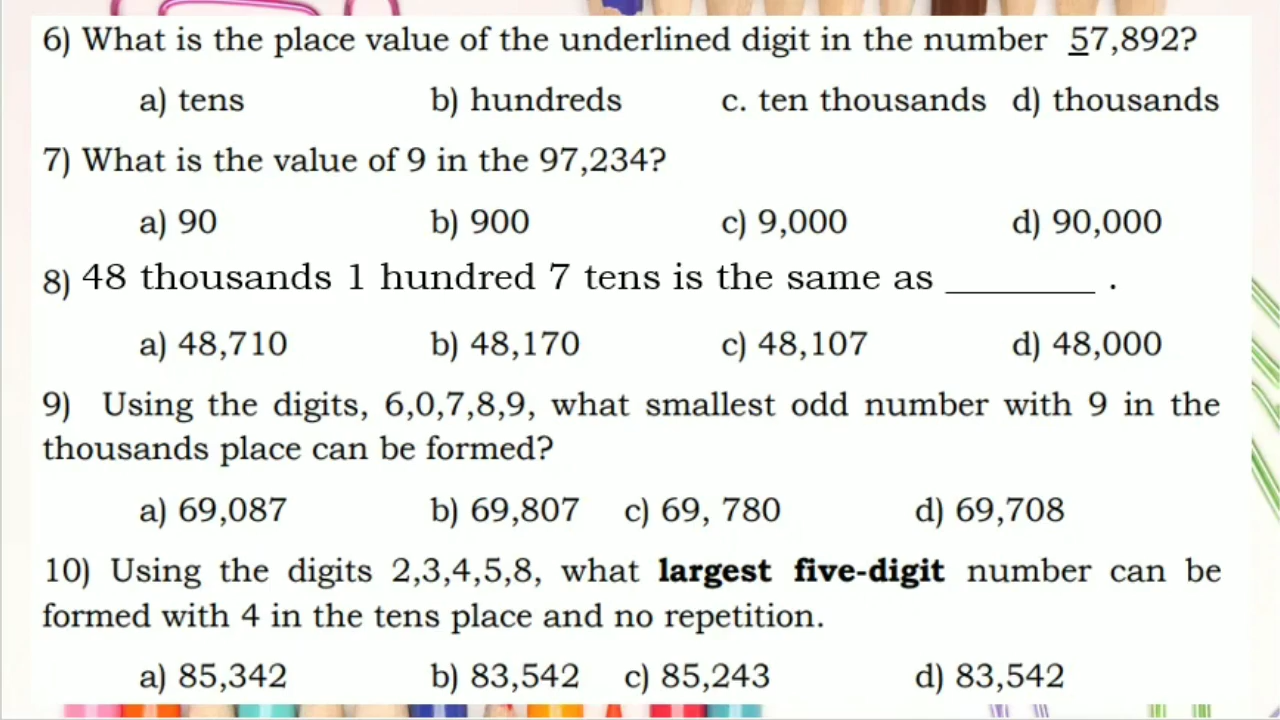 6) What is the place value of the underlined digit in the number 57,892?
a) tens b) hundreds c. ten thousands d) thousands
7) What is the value of 9 in the 97,234?
a) 90 b) 900 c) 9,000 d) 90,000
8) 48 thousands 1 hundred 7 tens is the same as ________ .
a) 48,710 b) 48,170 c) 48,107 d) 48,000
9) Using the digits, 6,0,7,8,9, what smallest odd number with 9 in the
thousands place can be formed?
a) 69,087 b) 69,807 c) 69, 780 d) 69,708
10) Using the digits 2,3,4,5,8, what largest five-digit number can be
formed with 4 in the tens place and no repetition.
a) 85,342 b) 83,542 c) 85,243 d) 83,542